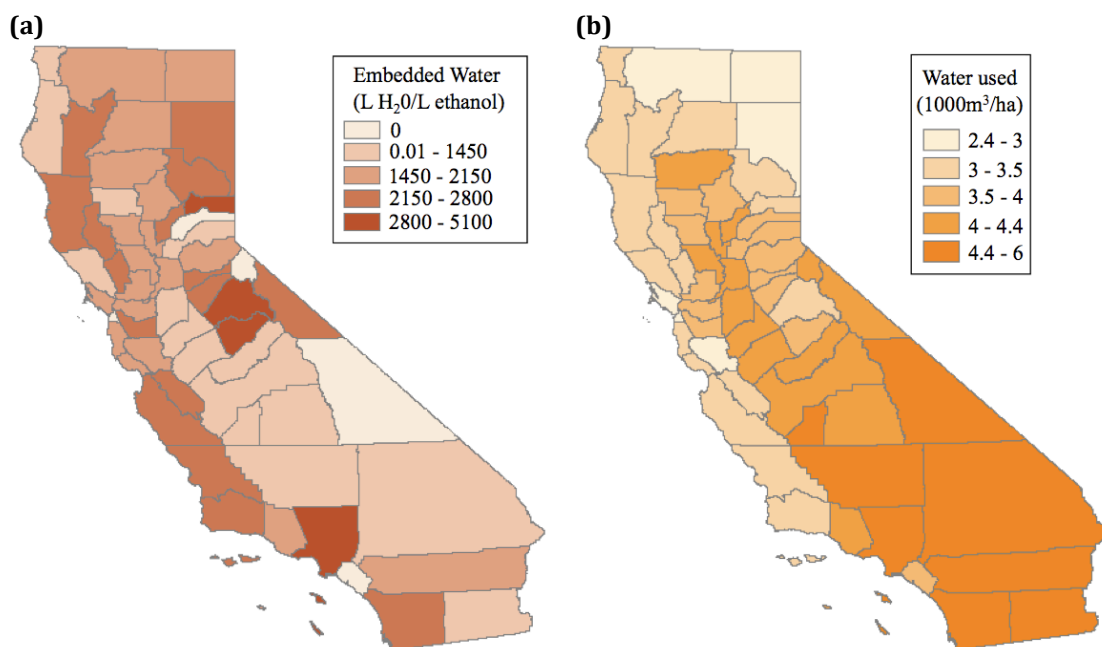 (a)
Embedded Water
(L H₂0/L ethanol)
0
0.01 - 1450
1450 - 2150
2150 - 2800
2800 - 5100
(b)
Water used
(1000m³/ha)
2.4 - 3
3 - 3.5
3.5 - 4
4 - 4.4
4.4 - 6